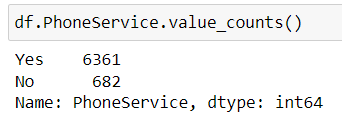 df.PhoneService.value_counts()
Yes    6361
No      682
Name: PhoneService, dtype: int64